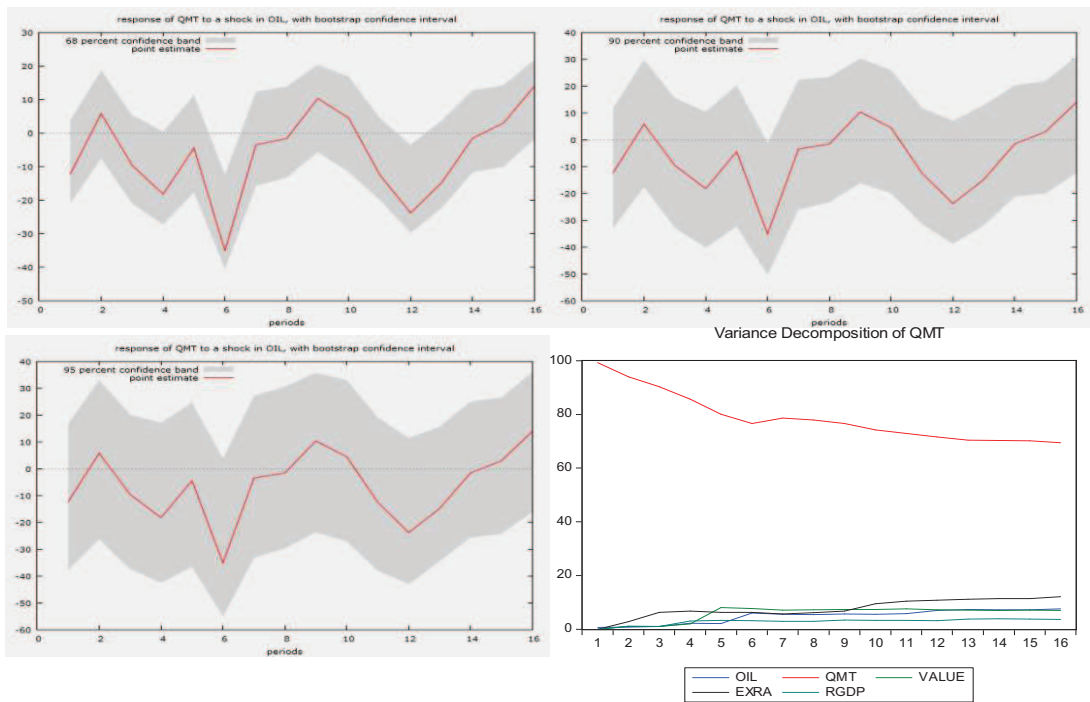 response of QMT to a shock in OIL, with bootstrap confidence interval
30
20
10
0
-10
-20
-30
-40
-50
68 percent confidence band
point estimate
0 2 4 6 8 10 12 14 16
periods
response of QMT to a shock in OIL, with bootstrap confidence interval
40
30
20
10
0
-10
-20
-30
-40
-50
-60
90 percent confidence band
point estimate
0 2 4 6 8 10 12 14 16
periods
response of QMT to a shock in OIL, with bootstrap confidence interval
40
30
20
10
0
-10
-20
-30
-40
-50
-60
95 percent confidence band
point estimate
0 2 4 6 8 10 12 14 16
periods
Variance Decomposition of QMT
100
80
60
40
20
0
1 2 3 4 5 6 7 8 9 10 11 12 13 14 15 16
OIL QMT VALUE
EXRA RGDP